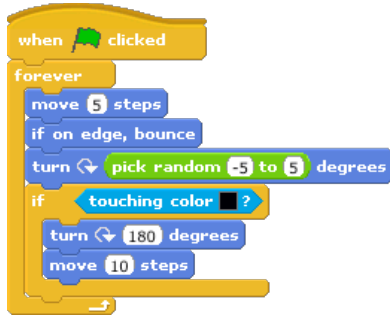 when clicked
forever
move 5 steps
if on edge, bounce
turn pick random -5 to 5 degrees
if touching color ?
turn 180 degrees
move 10 steps